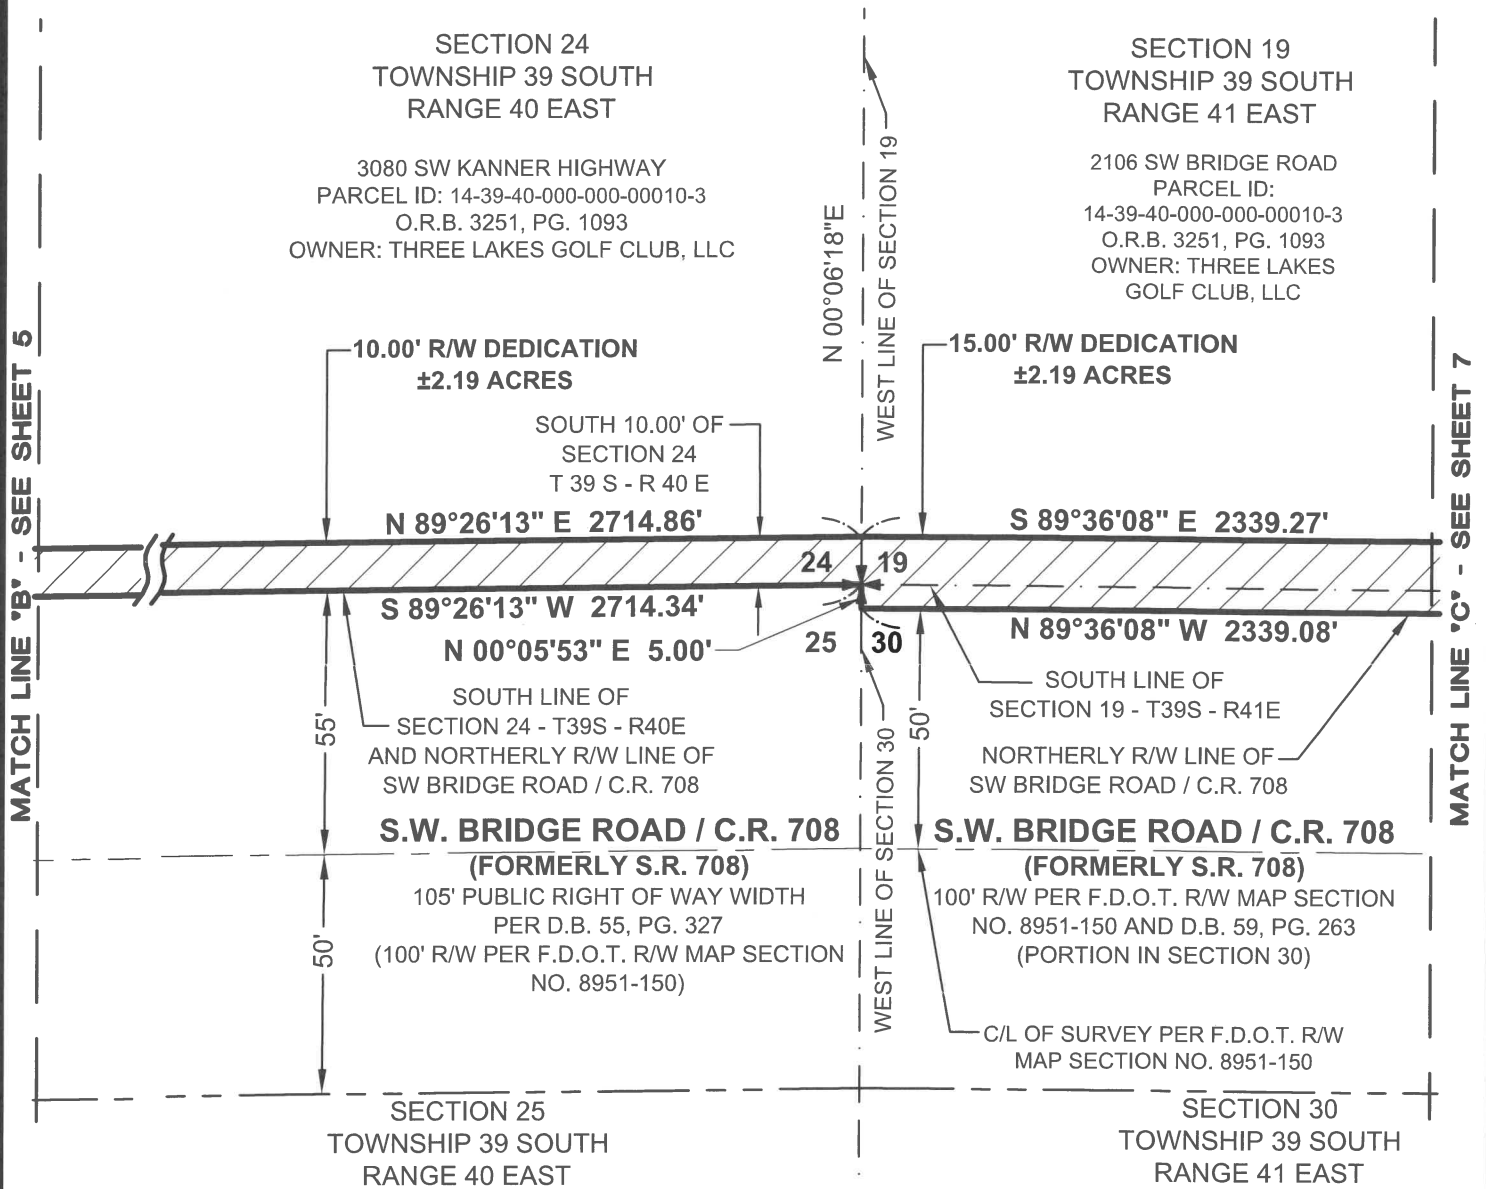 SECTION 24
TOWNSHIP 39 SOUTH
RANGE 40 EAST
3080 SW KANNER HIGHWAY
PARCEL ID: 14-39-40-000-000-00010-3
O.R.B. 3251, PG. 1093
OWNER: THREE LAKES GOLF CLUB, LLC
SECTION 19
TOWNSHIP 39 SOUTH
RANGE 41 EAST
2106 SW BRIDGE ROAD
PARCEL ID:
14-39-40-000-000-00010-3
O.R.B. 3251, PG. 1093
OWNER: THREE LAKES
GOLF CLUB, LLC
N 00°06'18"E
WEST LINE OF SECTION 19
MATCH LINE "B" - SEE SHEET 5
MATCH LINE "C" - SEE SHEET 7
10.00' R/W DEDICATION
±2.19 ACRES
15.00' R/W DEDICATION
±2.19 ACRES
SOUTH 10.00' OF
SECTION 24
T 39 S - R 40 E
N 89°26'13" E 2714.86'
S 89°36'08" E 2339.27'
24
19
S 89°26'13" W 2714.34'
N 89°36'08" W 2339.08'
N 00°05'53" E 5.00'
25
30
SOUTH LINE OF
SECTION 24 - T39S - R40E
AND NORTHERLY R/W LINE OF
SW BRIDGE ROAD / C.R. 708
55'
50'
SOUTH LINE OF
SECTION 19 - T39S - R41E
NORTHERLY R/W LINE OF
SW BRIDGE ROAD / C.R. 708
WEST LINE OF SECTION 30
S.W. BRIDGE ROAD / C.R. 708
(FORMERLY S.R. 708)
105' PUBLIC RIGHT OF WAY WIDTH
PER D.B. 55, PG. 327
(100' R/W PER F.D.O.T. R/W MAP SECTION
NO. 8951-150)
50'
S.W. BRIDGE ROAD / C.R. 708
(FORMERLY S.R. 708)
100' R/W PER F.D.O.T. R/W MAP SECTION
NO. 8951-150 AND D.B. 59, PG. 263
(PORTION IN SECTION 30)
C/L OF SURVEY PER F.D.O.T. R/W
MAP SECTION NO. 8951-150
SECTION 25
TOWNSHIP 39 SOUTH
RANGE 40 EAST
SECTION 30
TOWNSHIP 39 SOUTH
RANGE 41 EAST